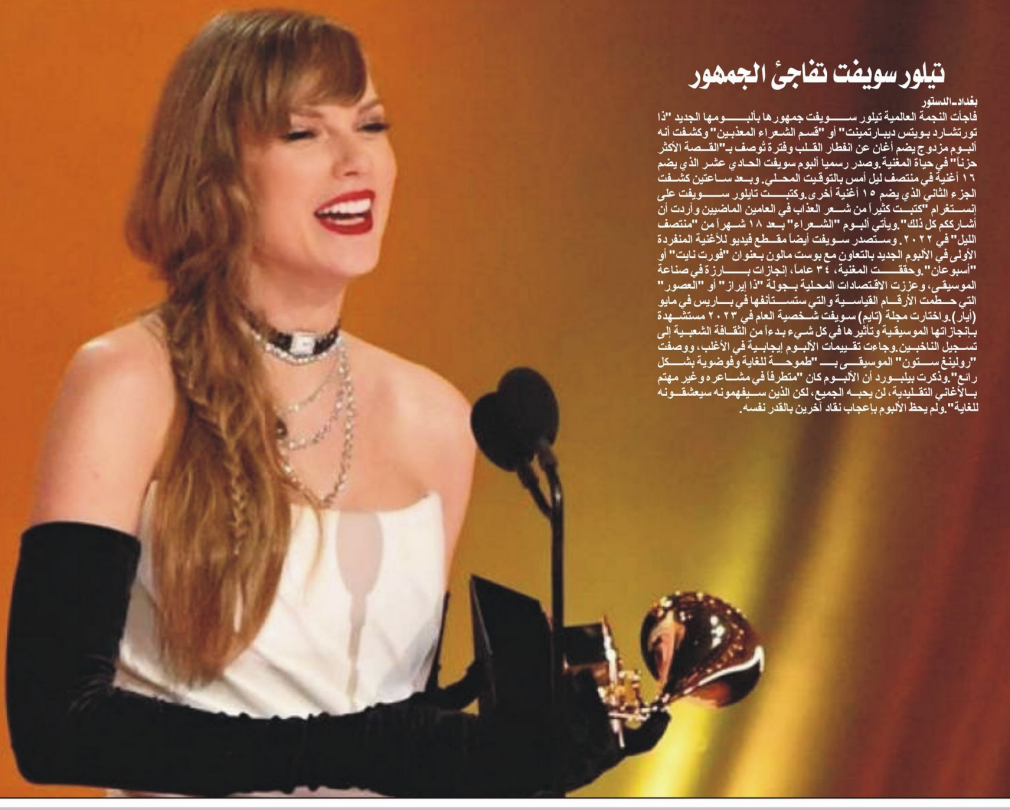 تيلور سويفت تفاجئ الجمهور
بغداد-الدستور
فاجأت النجمة العالمية تيلور سويفت جمهورها بألبومها الجديد "ذا
تورتشارد بويتس ديبارتمينت" أو "قسم الشعراء المعذبين" وكشفت أنه
ألبوم مزدوج يضم أغان عن انفطار القلب وفترة تُوصف بـ"القصة الأكثر
حزناً" في حياة المغنية.وصدر رسميا ألبوم سويفت الحادي عشر الذي يضم
١٦ أغنية في منتصف ليل أمس بالتوقيت المحلي. وبعد ساعتين كشفت
الجزء الثاني الذي يضم ١٥ أغنية أخرى.وكتبت تايلور سويفت على
إنستغرام "كتبت كثيراً من شعر العذاب في العامين الماضيين وأردت أن
أشارككم كل ذلك".ويأتي ألبوم "الشعراء" بعد ١٨ شهراً من "منتصف
الليل" في ٢٠٢٢. وستصدر سويفت أيضاً مقطع فيديو للأغنية المنفردة
الأولى في الألبوم الجديد بالتعاون مع بوست مالون بعنوان "فورت نايت" أو
"أسبوعان".وحققت المغنية، ٣٤ عاما، إنجازات بارزة في صناعة
الموسيقى، وعززت الاقتصادات المحلية بجولة "ذا إيراز" أو "العصور"
التي حطمت الأرقام القياسية والتي ستستأنفها في باريس في مايو
(أيار).واختارت مجلة (تايم) سويفت شخصية العام في ٢٠٢٣ مستشهدة
بإنجازاتها الموسيقية وتأثيرها في كل شيء بدءاً من الثقافة الشعبية إلى
تسجيل الناخبين.وجاءت تقييمات الألبوم إيجابية في الأغلب، ووصفت
"رولينغ ستون" الموسيقى بـ "طموحة للغاية وفوضوية بشكل
رائع".وذكرت بيلبورد أن الألبوم كان "متطرفاً في مشاعره وغير مهتم
بالأغاني التقليدية، لن يحبه الجميع، لكن الذين سيفهمونه سيعشقونه
للغاية".ولم يحظ الألبوم بإعجاب نقاد آخرين بالقدر نفسه.